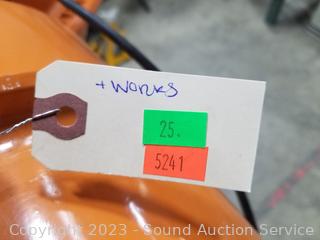 + WORKS
25.
5241
Copyright 2023 - Sound Auction Service